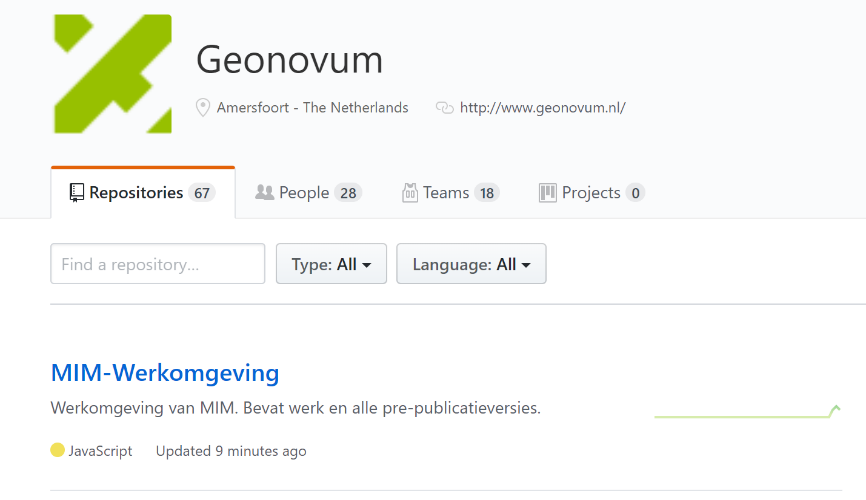 Geonovum
Amersfoort - The Netherlands http://www.geonovum.nl/
Repositories 67 People 28 Teams 18 Projects 0
Find a repository... Type: All Language: All
MIM-Werkomgeving
Werkomgeving van MIM. Bevat werk en alle pre-publicatieversies.
JavaScript Updated 9 minutes ago